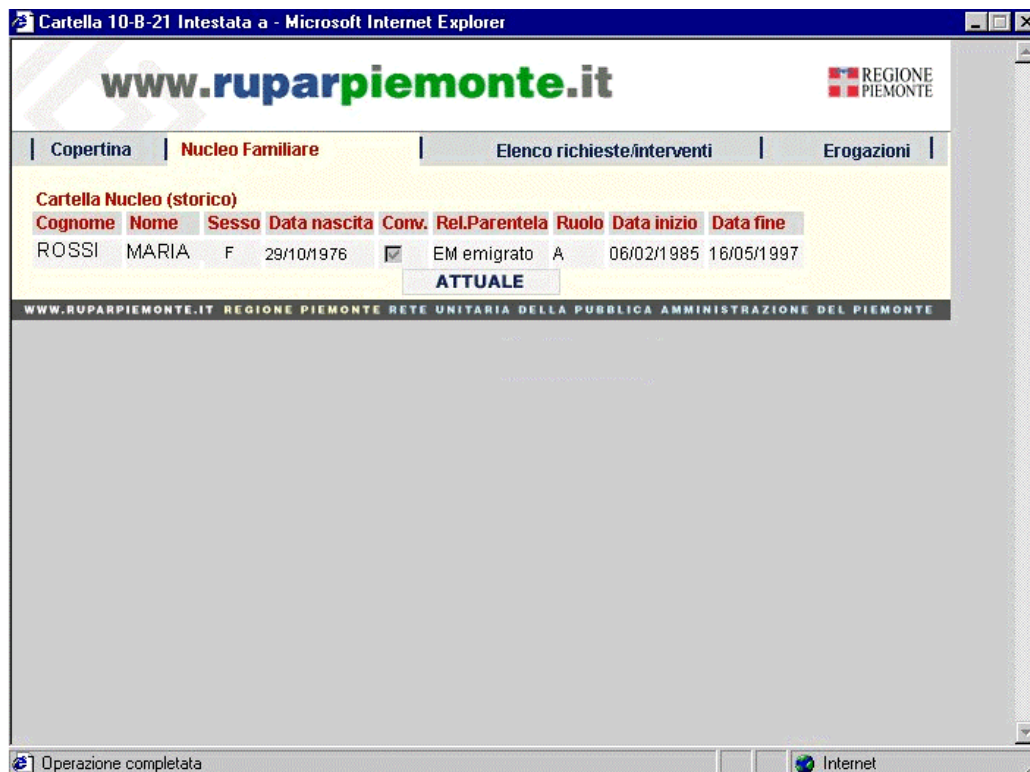 Cartella 10-B-21 Intestata a - Microsoft Internet Explorer
www.ruparpiemonte.it
REGIONE
PIEMONTE
Copertina Nucleo Familiare Elenco richieste/interventi Erogazioni
Cartella Nucleo (storico)
Cognome Nome Sesso Data nascita Conv. Rel.Parentela Ruolo Data inizio Data fine
ROSSI MARIA F 29/10/1976 EM emigrato A 06/02/1985 16/05/1997
ATTUALE
WWW.RUPARPIEMONTE.IT REGIONE PIEMONTE RETE UNITARIA DELLA PUBBLICA AMMINISTRAZIONE DEL PIEMONTE
Operazione completata Internet